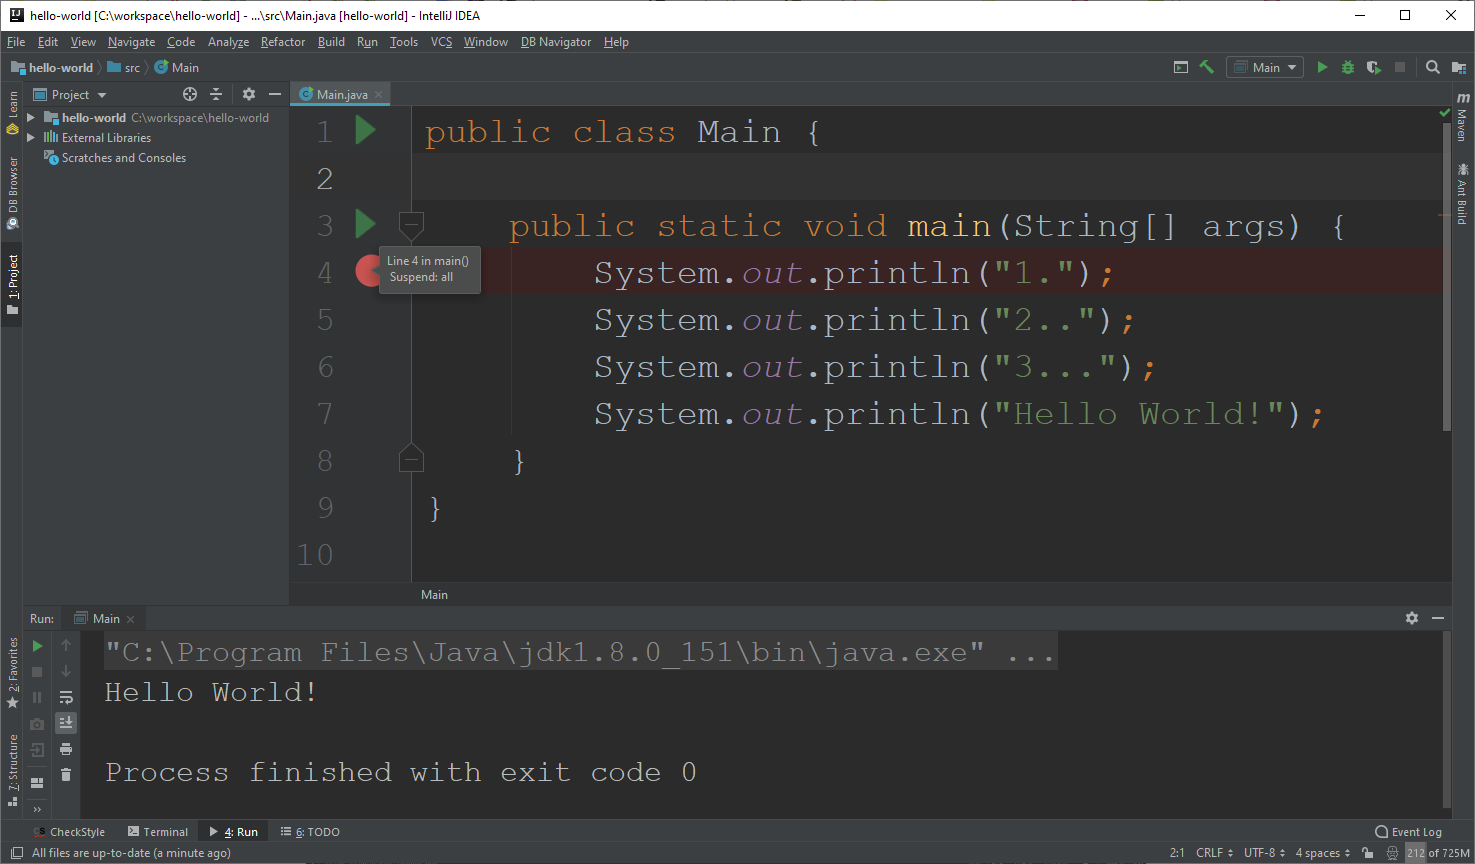 hello-world [C:\workspace\hello-world] - ...\src\Main.java [hello-world] - IntelliJ IDEA
File Edit View Navigate Code Analyze Refactor Build Run Tools VCS Window DB Navigator Help
hello-world src Main
Main
Project
Main.java
Learn
DB Browser
1: Project
2: Favorites
7: Structure
hello-world C:\workspace\hello-world
External Libraries
Scratches and Consoles
1 public class Main {
2
3 public static void main(String[] args) {
4 System.out.println("1.");
5 System.out.println("2..");
6 System.out.println("3...");
7 System.out.println("Hello World!");
8 }
9 }
10
Line 4 in main()
Suspend: all
Main
m Maven
Ant Build
Run: Main
"C:\Program Files\Java\jdk1.8.0_151\bin\java.exe" ...
Hello World!
Process finished with exit code 0
CS CheckStyle Terminal 4: Run 6: TODO Event Log
All files are up-to-date (a minute ago) 2:1 CRLF UTF-8 4 spaces 212 of 725M